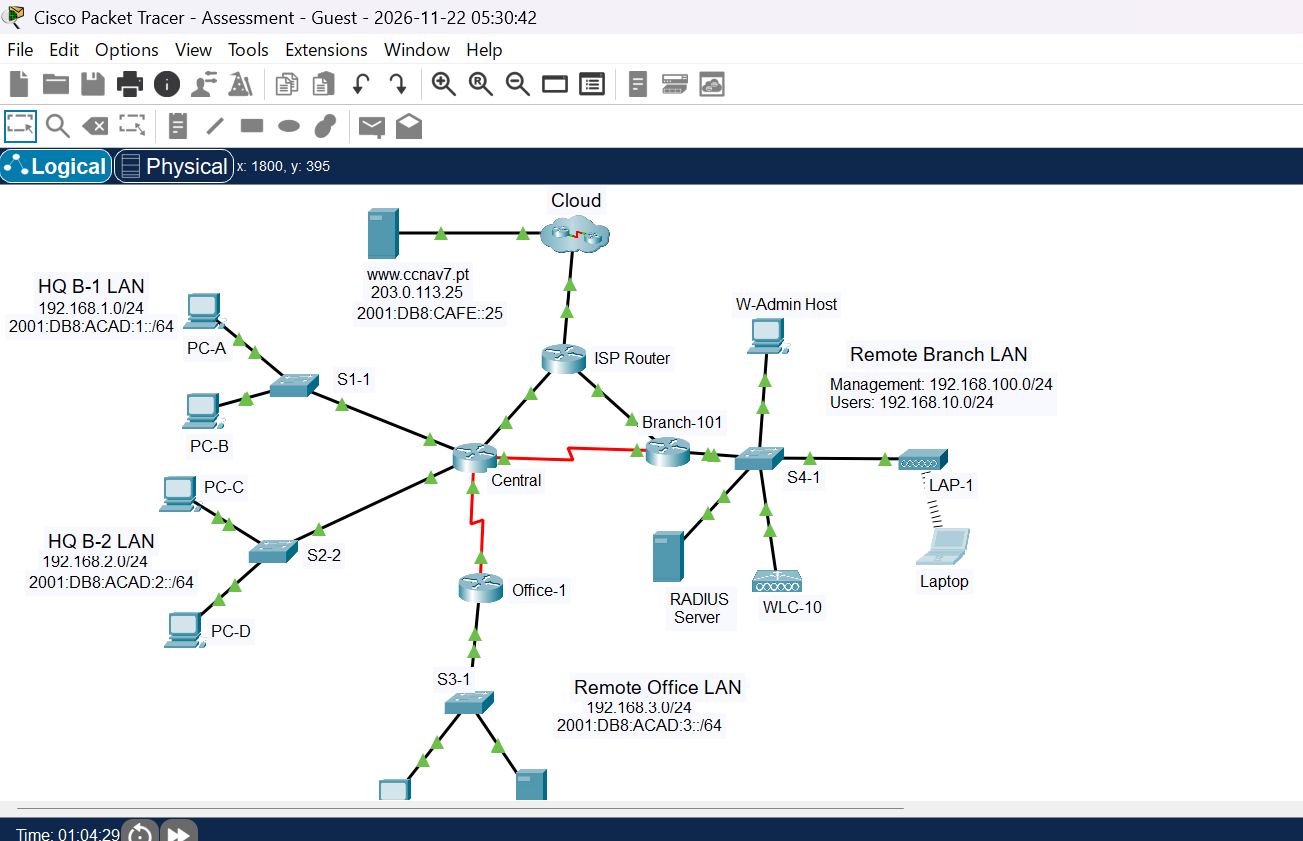 Cisco Packet Tracer - Assessment - Guest - 2026-11-22 05:30:42
File Edit Options View Tools Extensions Window Help
R
Logical Physical x: 1800, y: 395
Cloud
www.ccnav7.pt
203.0.113.25
2001:DB8:CAFE::25
HQ B-1 LAN
192.168.1.0/24
2001:DB8:ACAD:1::/64
PC-A
S1-1
PC-B
ISP Router
W-Admin Host
Remote Branch LAN
Management: 192.168.100.0/24
Users: 192.168.10.0/24
Branch-101
Central
S4-1
LAP-1
PC-C
HQ B-2 LAN
192.168.2.0/24
2001:DB8:ACAD:2::/64
S2-2
PC-D
Office-1
RADIUS
Server
WLC-10
Laptop
S3-1
Remote Office LAN
192.168.3.0/24
2001:DB8:ACAD:3::/64
Time: 01:04:29